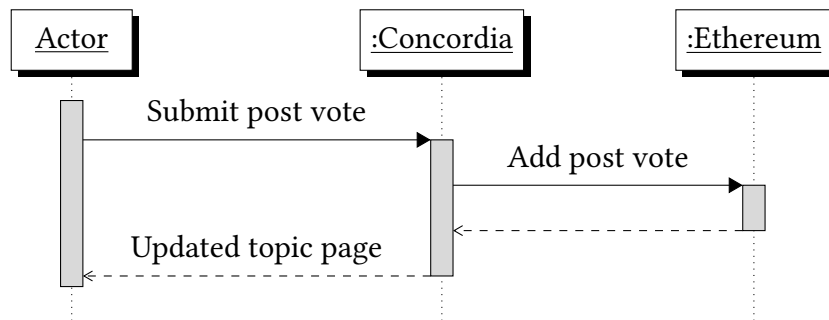 Actor
:Concordia
:Ethereum
Submit post vote
Add post vote
Updated topic page